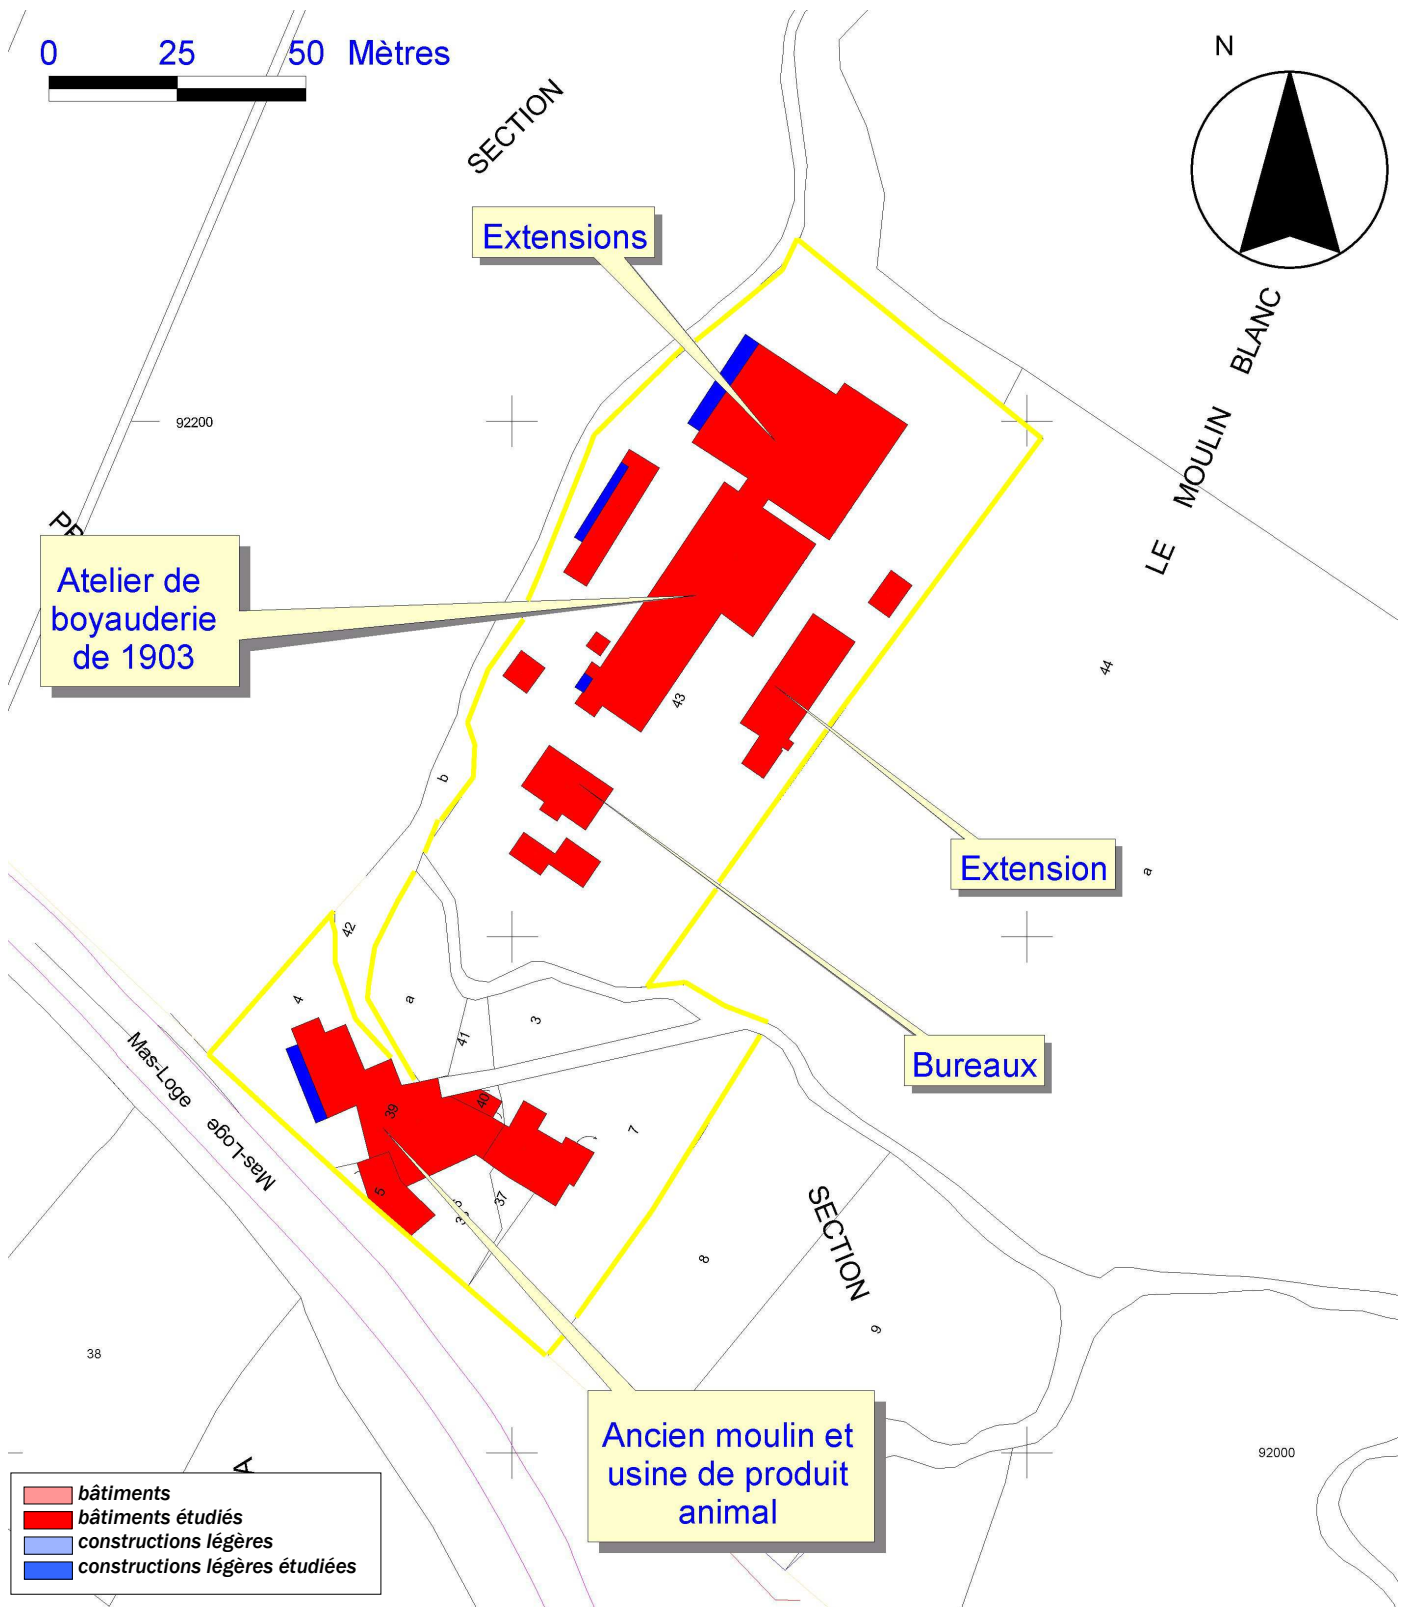 0 25 50 Mètres
N
SECTION
Extensions
LE MOULIN BLANC
92200
Atelier de
boyauderie
de 1903
43
44
b
Extension
a
42
4
a
41
3
Bureaux
Mas-Loge
Mas-Loge
39
40
7
5
37
8
SECTION
9
38
Ancien moulin et
usine de produit
animal
92000
A
bâtiments
bâtiments étudiés
constructions légères
constructions légères étudiées